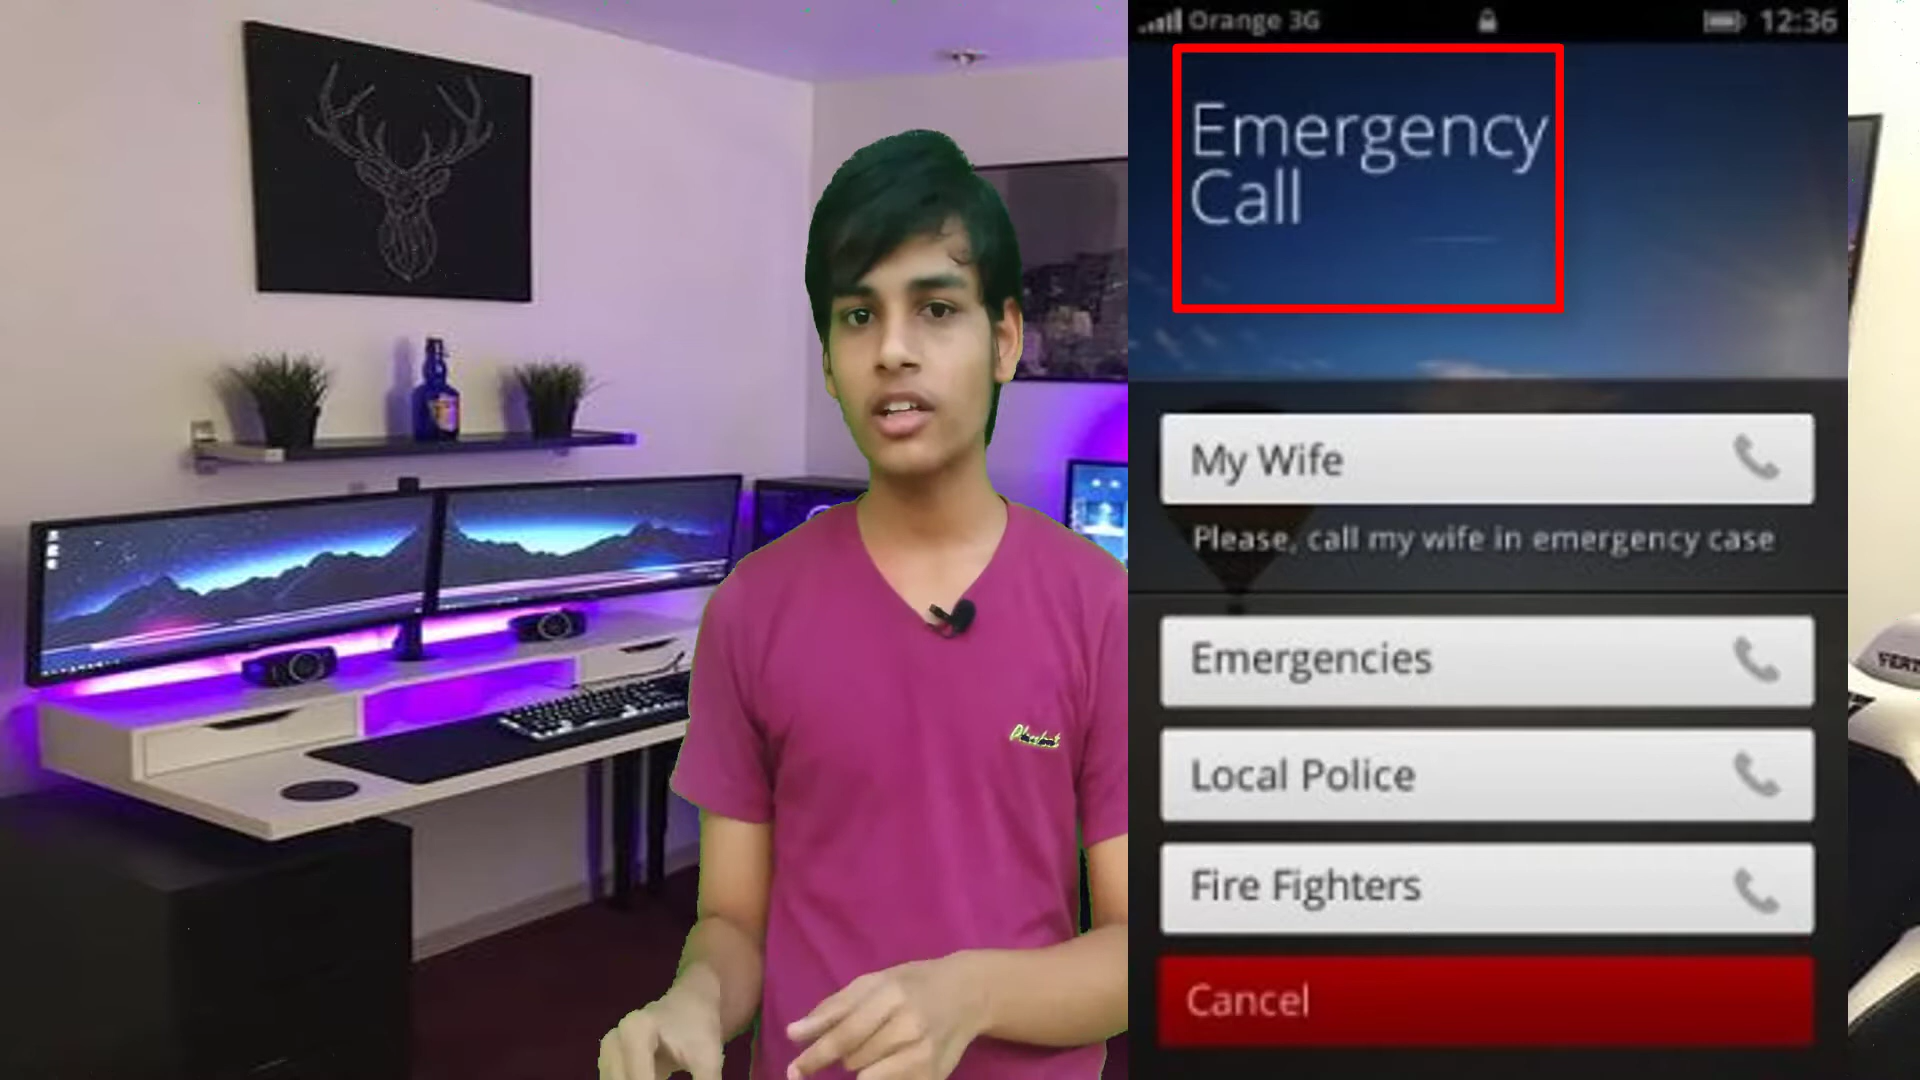 Orange 3G 12:36
Emergency
Call
My Wife
Please, call my wife in emergency case
Emergencies
Local Police
Fire Fighters
Cancel